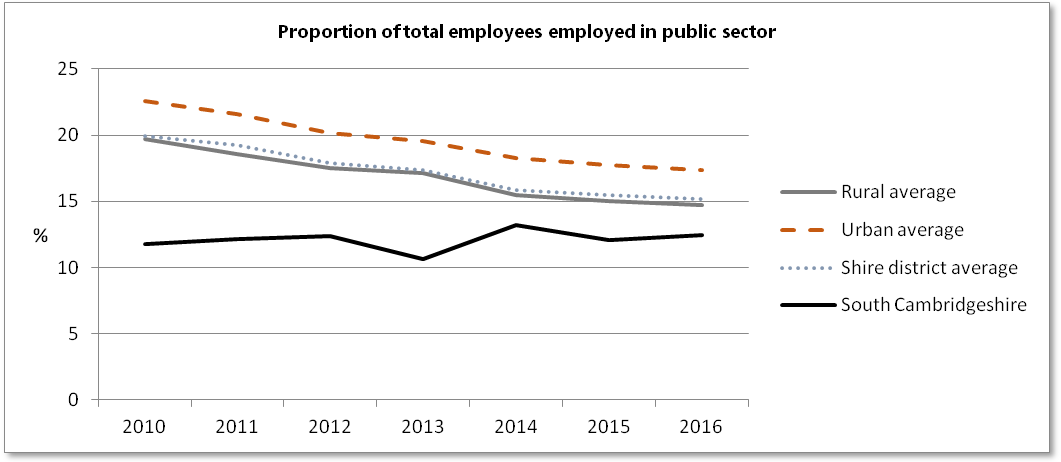 Proportion of total employees employed in public sector
25
20
15
10
5
0
%
2010 2011 2012 2013 2014 2015 2016
Rural average
Urban average
Shire district average
South Cambridgeshire